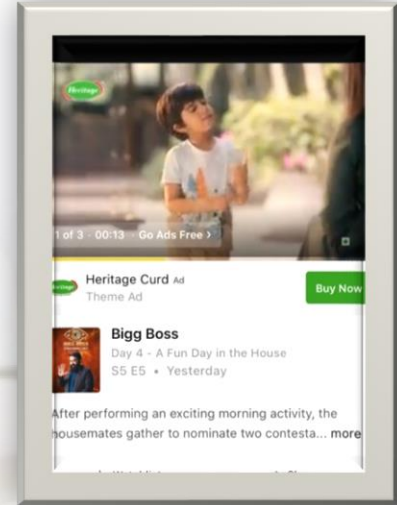 Heritage
1 of 3 · 00:13 · Go Ads Free ›
Heritage Curd Ad
Theme Ad
Buy Now
Bigg Boss
Day 4 - A Fun Day in the House
S5 E5 • Yesterday
After performing an exciting morning activity, the
housemates gather to nominate two contesta... more